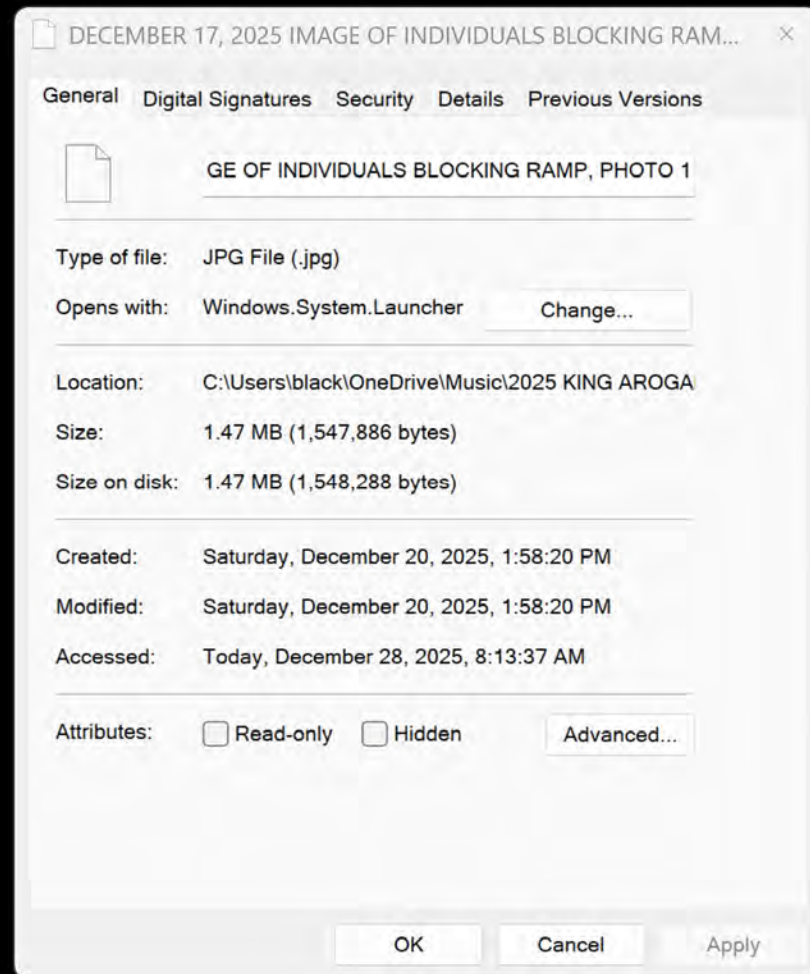 DECEMBER 17, 2025 IMAGE OF INDIVIDUALS BLOCKING RAM...
General Digital Signatures Security Details Previous Versions
GE OF INDIVIDUALS BLOCKING RAMP, PHOTO 1
Type of file: JPG File (.jpg)
Opens with: Windows.System.Launcher Change...
Location: C:\Users\black\OneDrive\Music\2025 KING AROGA
Size: 1.47 MB (1,547,886 bytes)
Size on disk: 1.47 MB (1,548,288 bytes)
Created: Saturday, December 20, 2025, 1:58:20 PM
Modified: Saturday, December 20, 2025, 1:58:20 PM
Accessed: Today, December 28, 2025, 8:13:37 AM
Attributes: Read-only Hidden Advanced...
OK Cancel Apply